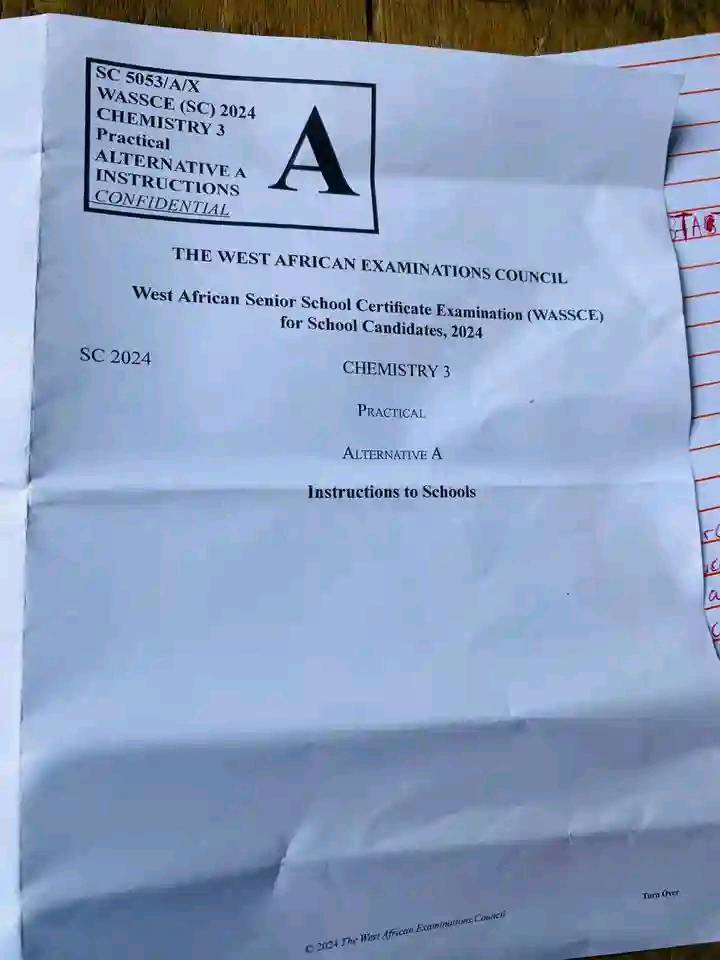 SC 5053/A/X
WASSCE (SC) 2024
CHEMISTRY 3
Practical
ALTERNATIVE A
INSTRUCTIONS
CONFIDENTIAL
A
THE WEST AFRICAN EXAMINATIONS COUNCIL
West African Senior School Certificate Examination (WASSCE)
for School Candidates, 2024
SC 2024
CHEMISTRY 3
PRACTICAL
ALTERNATIVE A
Instructions to Schools
Turn Over
© 2024 The West African Examinations Council